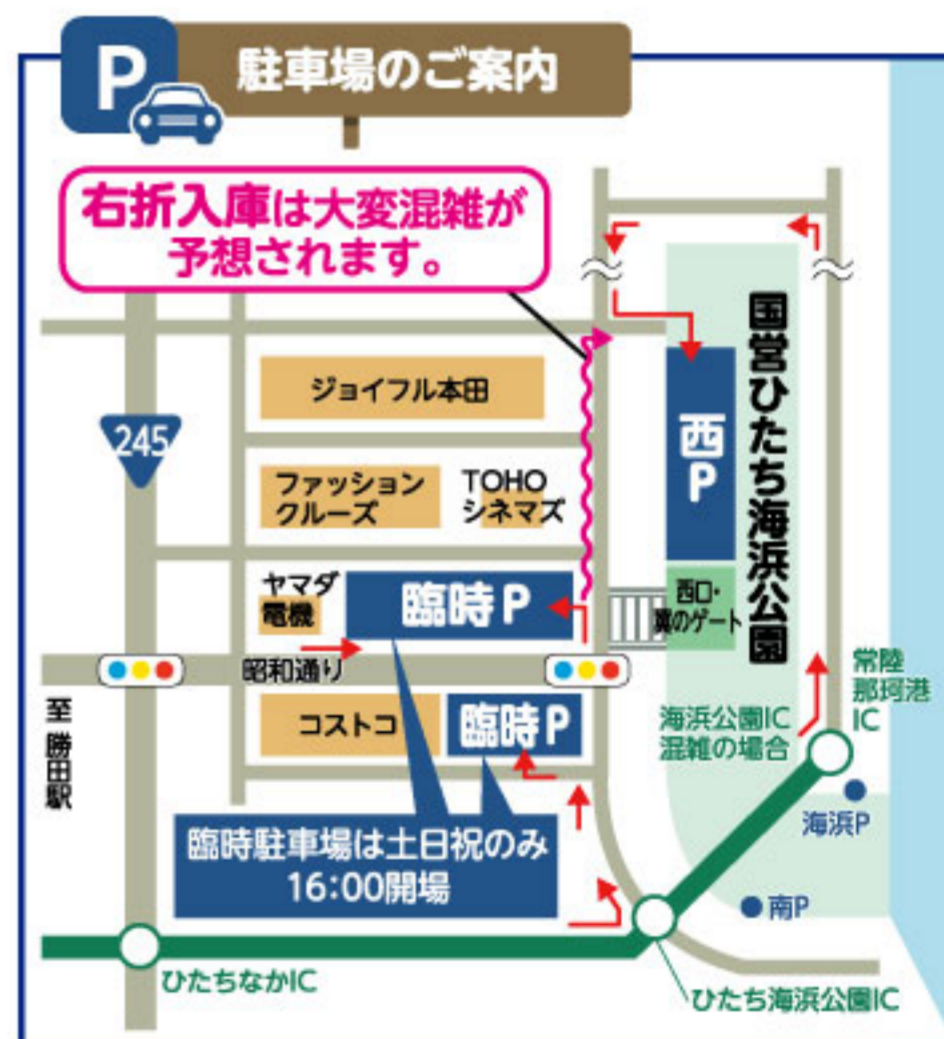 P
駐車場のご案内
右折入庫は大変混雑が
予想されます。
国営ひたち海浜公園
ジョイフル本田
245
西P
ファッション
クルーズ
TOHO
シネマズ
ヤマダ
電機
臨時P
西口・
翼のゲート
昭和通り
至 勝田駅
コストコ
臨時P
海浜公園IC
混雑の場合
常陸
那珂港
IC
海浜P
臨時駐車場は土日祝のみ
16:00開場
南P
ひたちなかIC
ひたち海浜公園IC